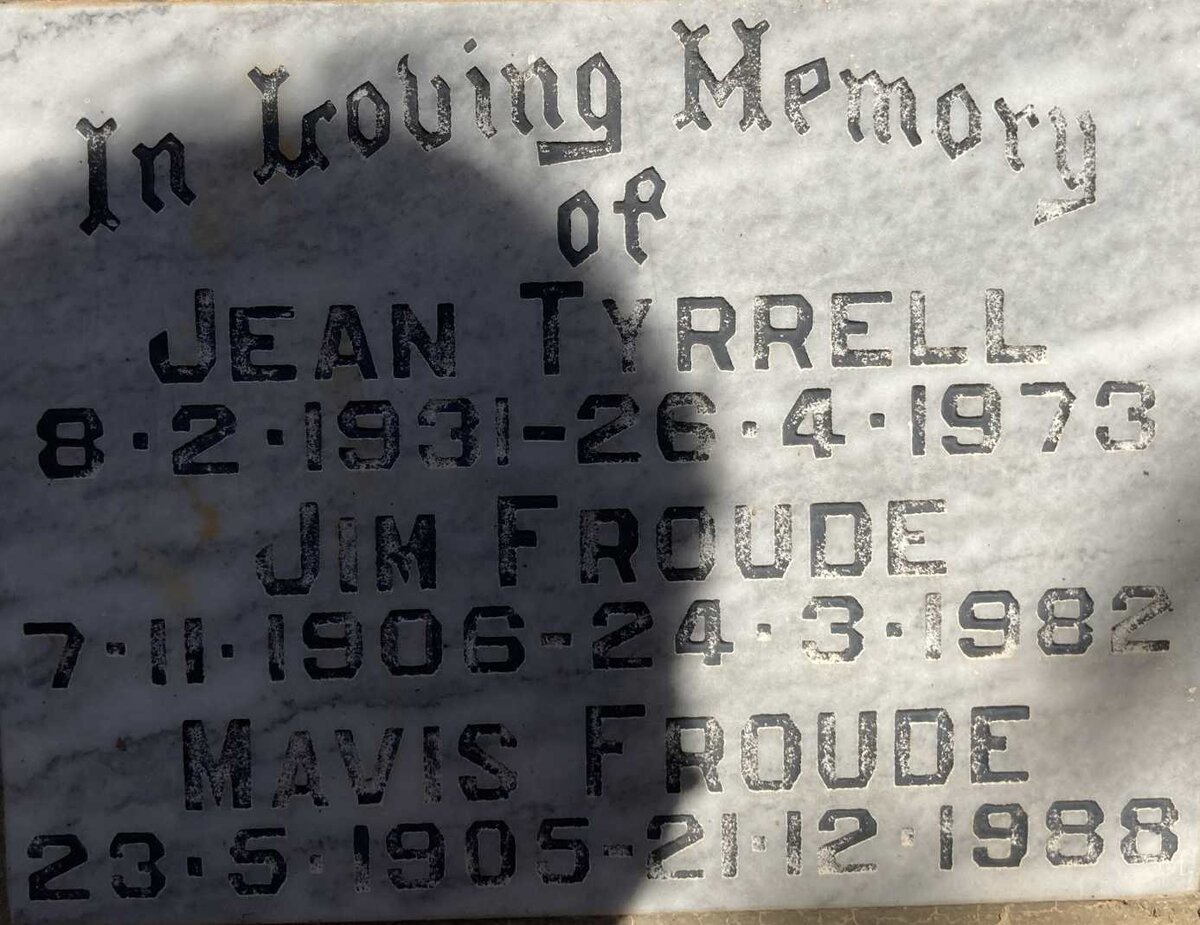 In Loving Memory
of
JEAN TYRRELL
8·2·1931-26·4·1973
JIM FROUDE
7·11·1906-24·3·1982
MAVIS FROUDE
23·5·1905-21·12·1988